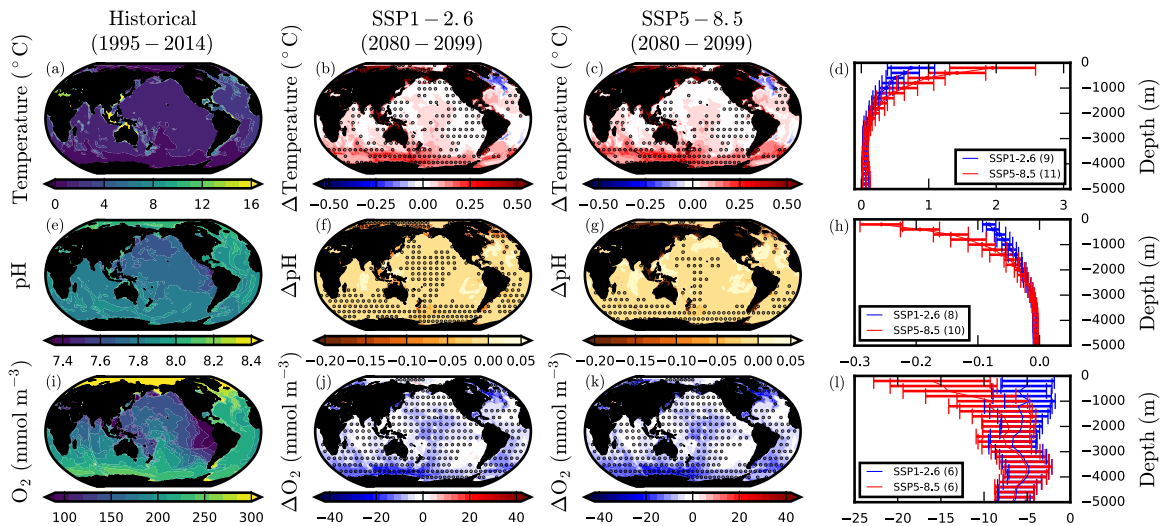 Historical
(1995 − 2014)
SSP1 − 2.6
(2080 − 2099)
SSP5 − 8.5
(2080 − 2099)
Temperature (°C)
(a)
0 4 8 12 16
ΔTemperature (°C)
(b)
−0.50 −0.25 0.00 0.25 0.50
ΔTemperature (°C)
(c)
−0.50 −0.25 0.00 0.25 0.50
(d)
SSP1-2.6 (9)
SSP5-8.5 (11)
0 1 2 3
0
−1000
−2000
−3000
−4000
−5000
Depth (m)
pH
(e)
7.4 7.6 7.8 8.0 8.2 8.4
ΔpH
(f)
−0.20 −0.15 −0.10 −0.05 0.00 0.05
ΔpH
(g)
−0.20 −0.15 −0.10 −0.05 0.00 0.05
(h)
SSP1-2.6 (8)
SSP5-8.5 (10)
−0.3 −0.2 −0.1 0.0
0
−1000
−2000
−3000
−4000
−5000
Depth (m)
O₂ (mmol m⁻³)
(i)
100 150 200 250 300
ΔO₂ (mmol m⁻³)
(j)
−40 −20 0 20 40
ΔO₂ (mmol m⁻³)
(k)
−40 −20 0 20 40
(l)
SSP1-2.6 (6)
SSP5-8.5 (6)
−25 −20 −15 −10 −5 0
0
−1000
−2000
−3000
−4000
−5000
Depth (m)